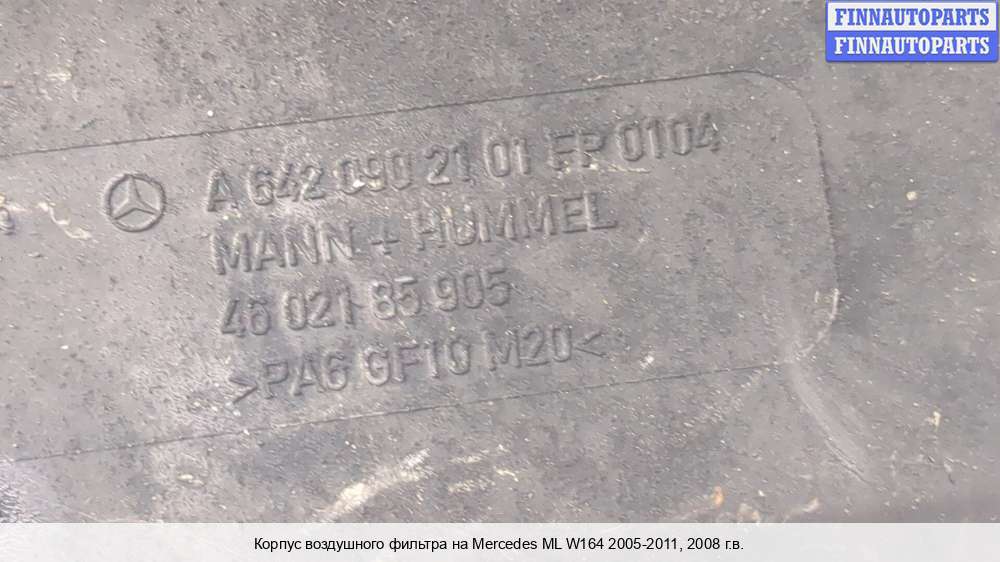 FINNAUTOPARTS
FINNAUTOPARTS
A 642 090 21 01 FP 0104
MANN + HUMMEL
46 021 85 905
>PA6 GF10 M20<
Корпус воздушного фильтра на Mercedes ML W164 2005-2011, 2008 г.в.